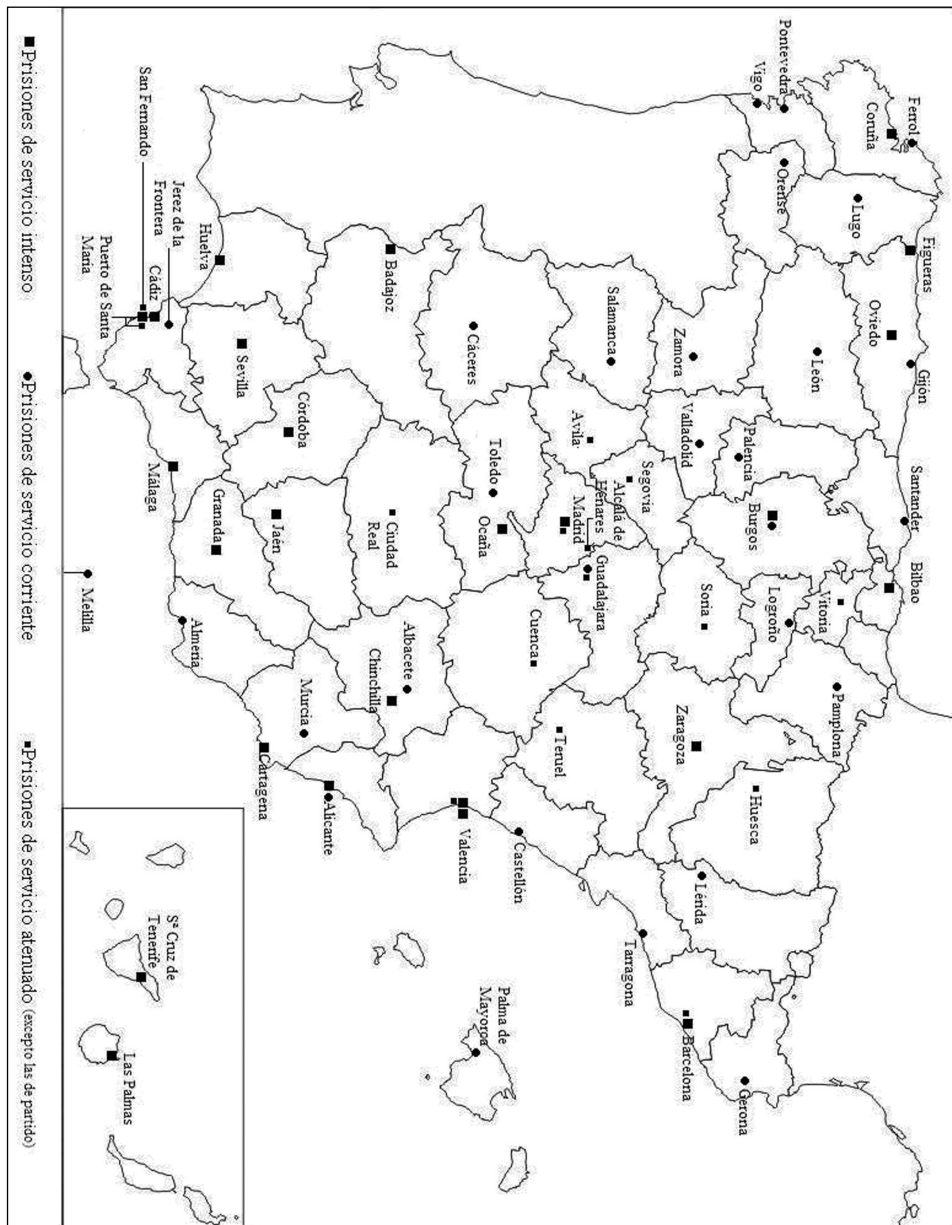 Ferrol
Coruña
Pontevedra
Vigo
Orense
Lugo
Figueras
Oviedo
Gijón
Santander
Bilbao
León
Zamora
Salamanca
Palencia
Valladolid
Burgos
Vitoria
Logroño
Pamplona
Soria
Zaragoza
Huesca
Lérida
Gerona
Barcelona
Tarragona
Segovia
Avila
Alcalá de
Henares
Madrid
Guadalajara
Teruel
Cuenca
Castellón
Valencia
Palma de
Mayoroa
Cáceres
Toledo
Ocaña
Badajoz
Ciudad
Real
Albacete
Chinchilla
Alicante
Murcia
Cartagena
Huelva
Sevilla
Córdoba
Jaén
Granada
Almeria
Málaga
Jerez de la
Frontera
Cádiz
San Fernando
Puerto de Santa
Maria
Melilla
Sª Cruz de
Tenerife
Las Palmas
Prisiones de servicio intenso
Prisiones de servicio corriente
Prisiones de servicio atenuado (excepto las de partido)